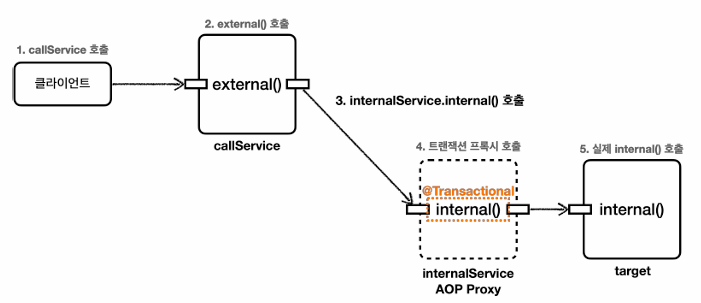 1. callService 호출
클라이언트
2. external() 호출
external()
callService
3. internalService.internal() 호출
4. 트랜잭션 프록시 호출
@Transactional
internal()
internalService
AOP Proxy
5. 실제 internal() 호출
internal()
target